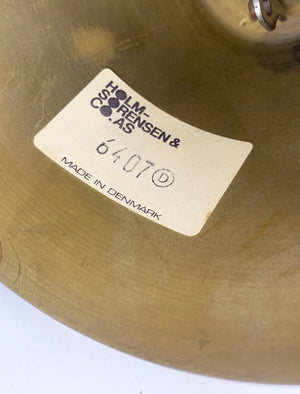 HOLM-
SØRENSEN &
CO.AS
6407 D
MADE IN DENMARK